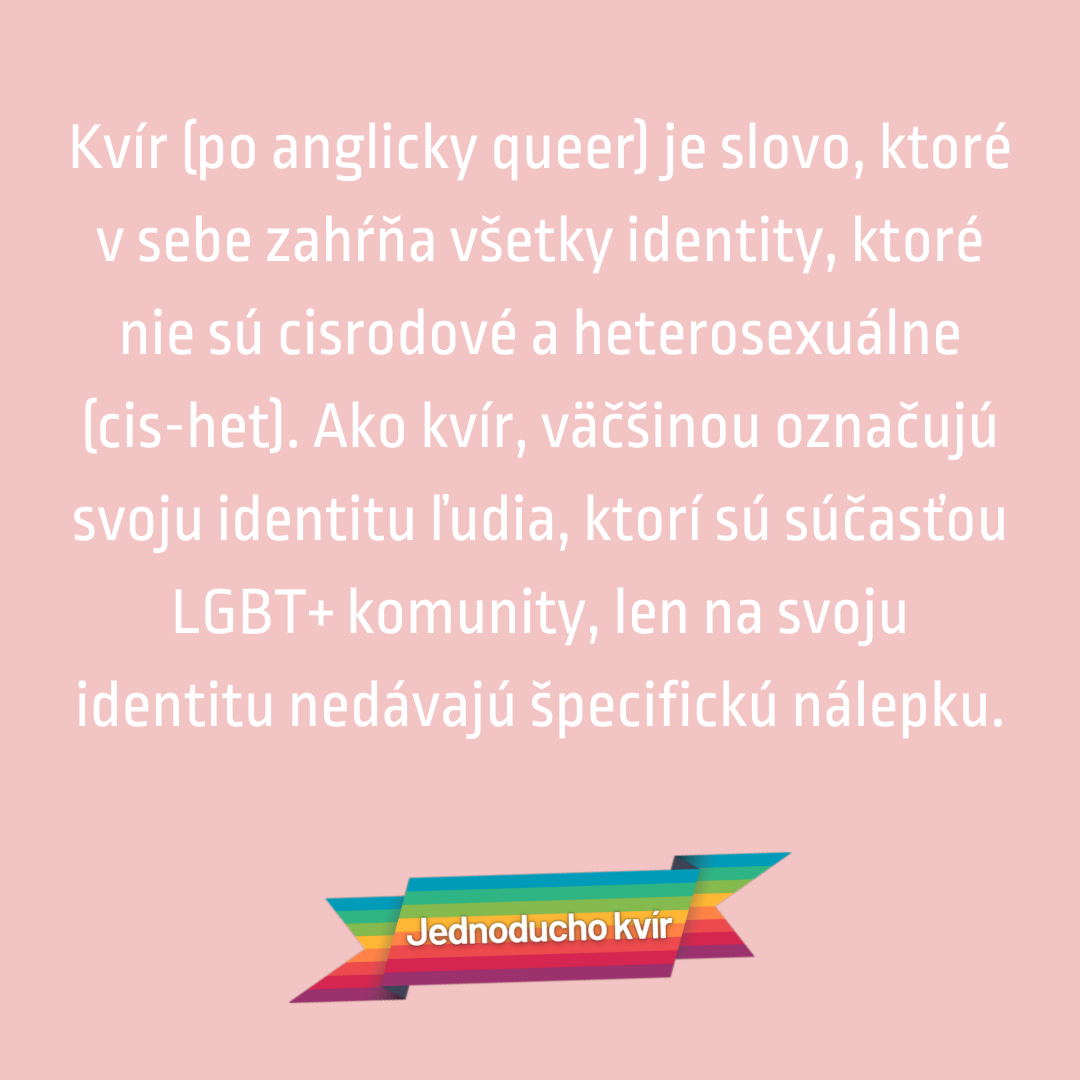 Kvír (po anglicky queer) je slovo, ktoré
v sebe zahŕňa všetky identity, ktoré
nie sú cisrodové a heterosexuálne
(cis-het). Ako kvír, väčšinou označujú
svoju identitu ľudia, ktorí sú súčasťou
LGBT+ komunity, len na svoju
identitu nedávajú špecifickú nálepku.
Jednoducho kvír